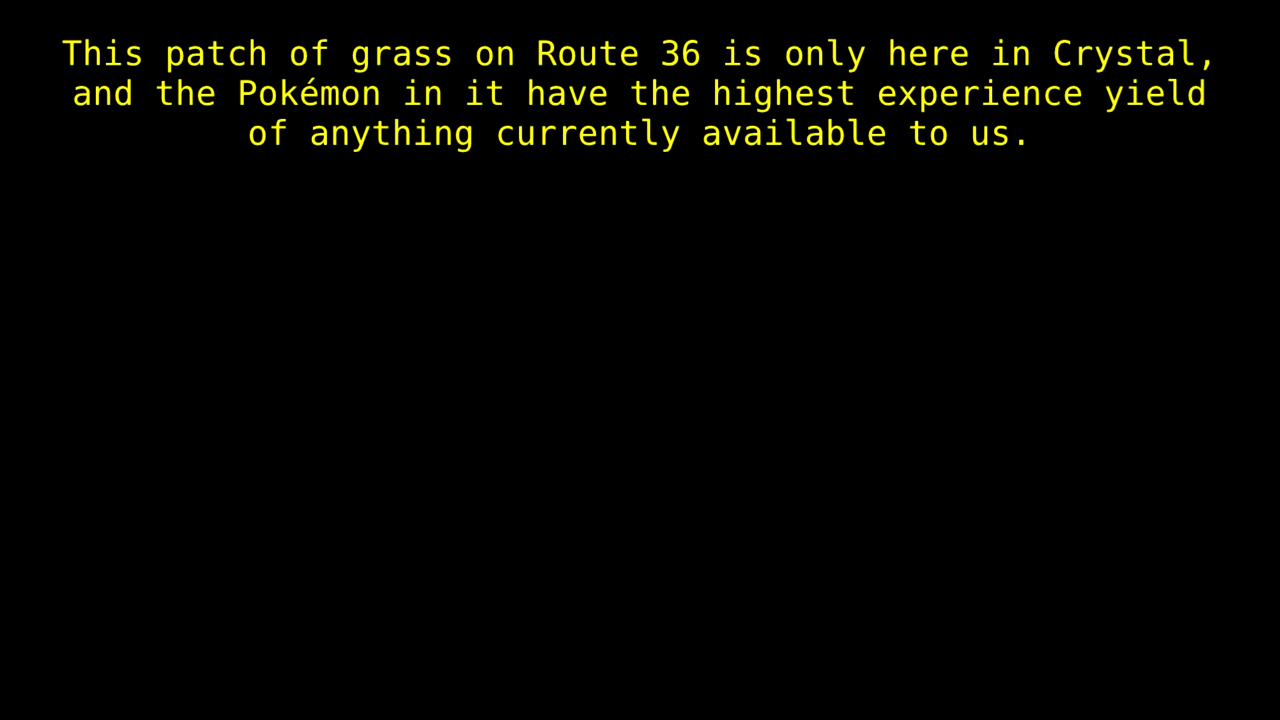 This patch of grass on Route 36 is only here in Crystal,
and the Pokémon in it have the highest experience yield
of anything currently available to us.